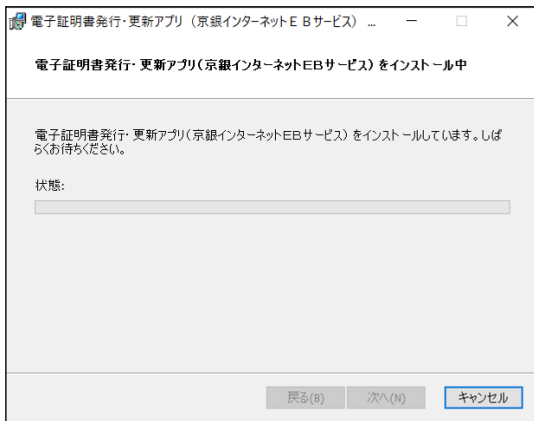 電子証明書発行・更新アプリ（京銀インターネットＥＢサービス） ...
電子証明書発行・更新アプリ(京銀インターネットEBサービス) をインストール中
電子証明書発行・更新アプリ(京銀インターネットEBサービス) をインストールしています。しば
らくお待ちください。
状態:
戻る(B) 次へ(N) キャンセル